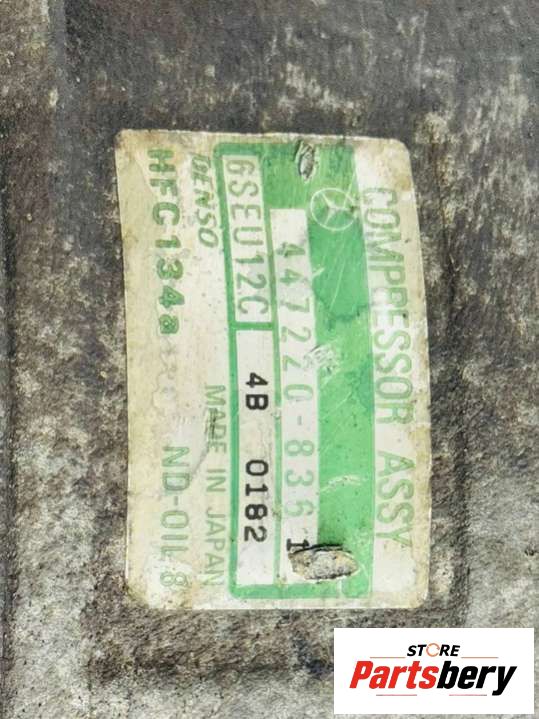 COMPRESSOR ASSY
447220-836
6SEU12C 4B 0182
DENSO MADE IN JAPAN
HFC134a ND-OIL 8
STORE
Partsbery